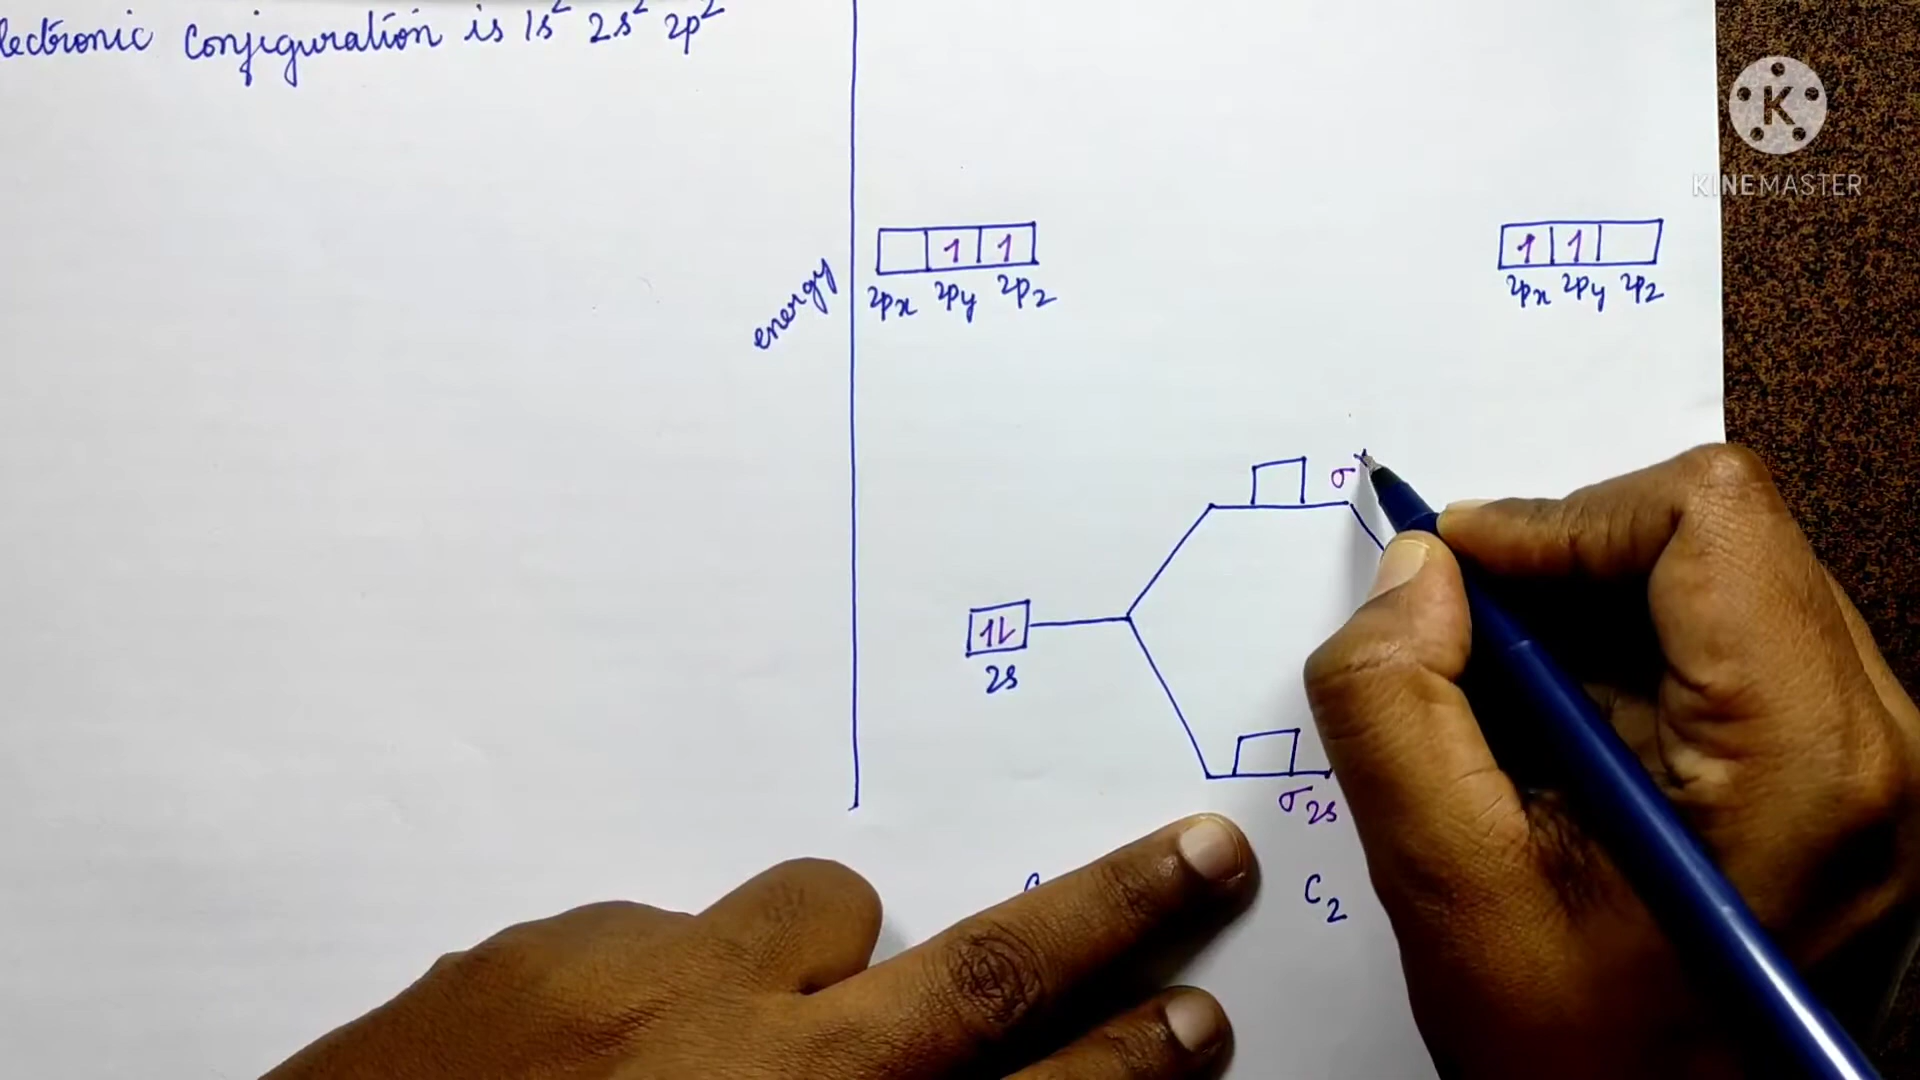 lectronic configuration is 1s² 2s² 2p²
KINEMASTER
K
energy
1 1
2px 2py 2pz
1 1
2px 2py 2pz
σ
1L
2s
σ2s
C2